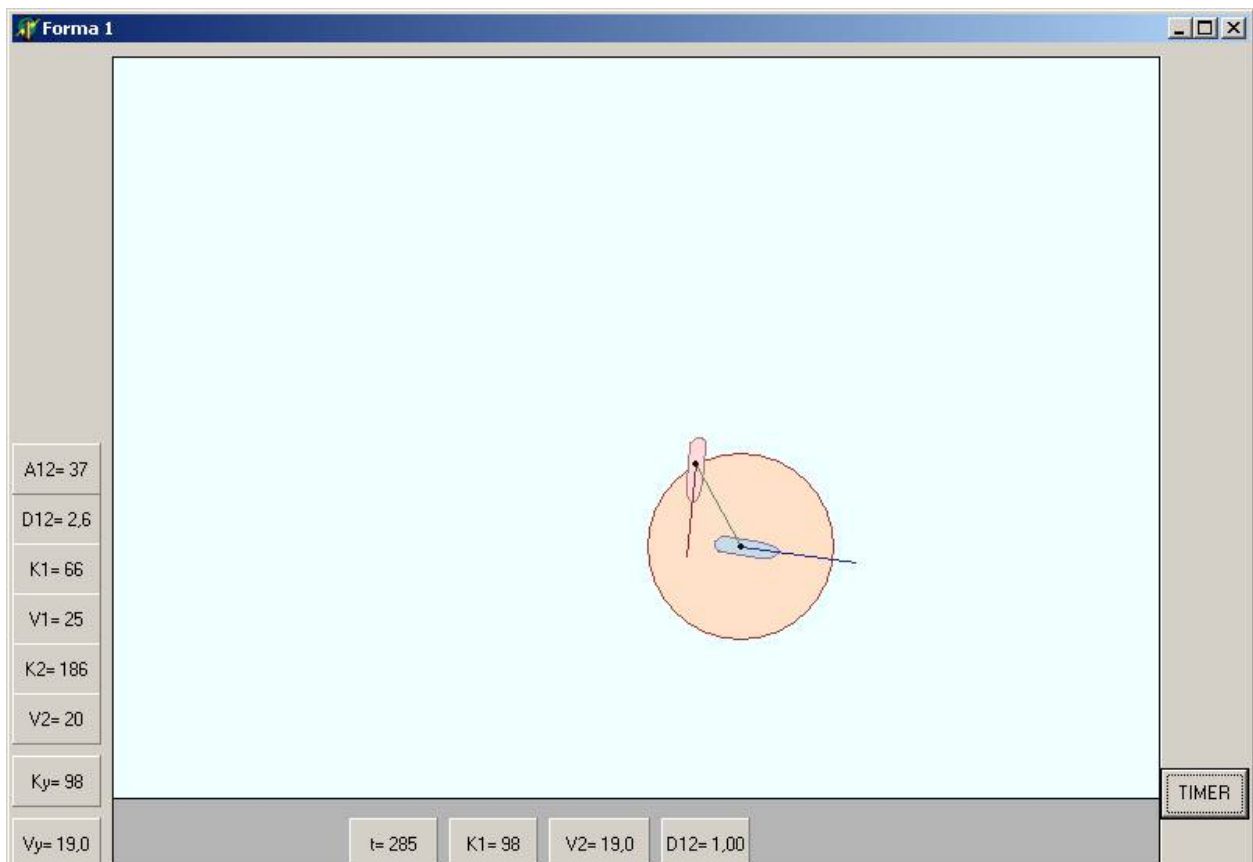 Forma 1
A12= 37
D12= 2,6
K1= 66
V1= 25
K2= 186
V2= 20
Ky= 98
TIMER
Vy= 19,0
t= 285
K1= 98
V2= 19,0
D12= 1,00